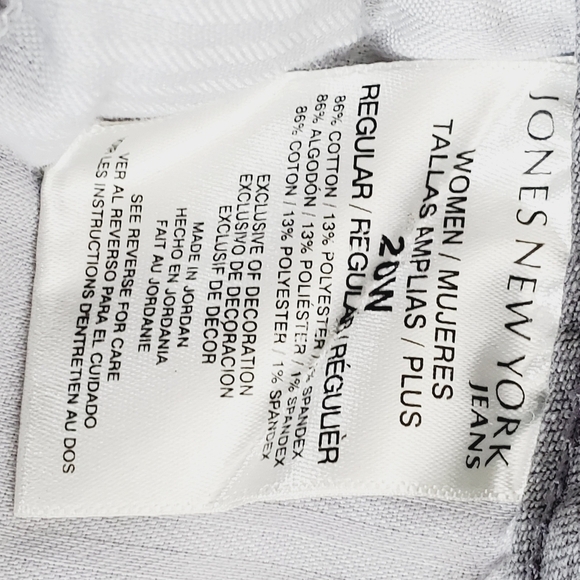 JONES NEW YORK
JEANS
WOMEN / MUJERES
TALLAS AMPLIAS / PLUS
20W
REGULAR / REGULAR / RÉGULIÈR
86% COTTON / 13% POLYESTER / 1% SPANDEX
86% ALGODÓN / 13% POLIÉSTER / 1% SPANDEX
86% COTON / 13% POLYESTER / 1% SPANDEX
EXCLUSIVE OF DECORATION
EXCLUSIVO DE DECORACION
EXCLUSIF DE DÉCOR
MADE IN JORDAN
HECHO EN JORDANIA
FAIT AU JORDANIE
SEE REVERSE FOR CARE
VER AL REVERSO PARA EL CUIDADO
LES INSTRUCTIONS D'ENTRETIEN AU DOS